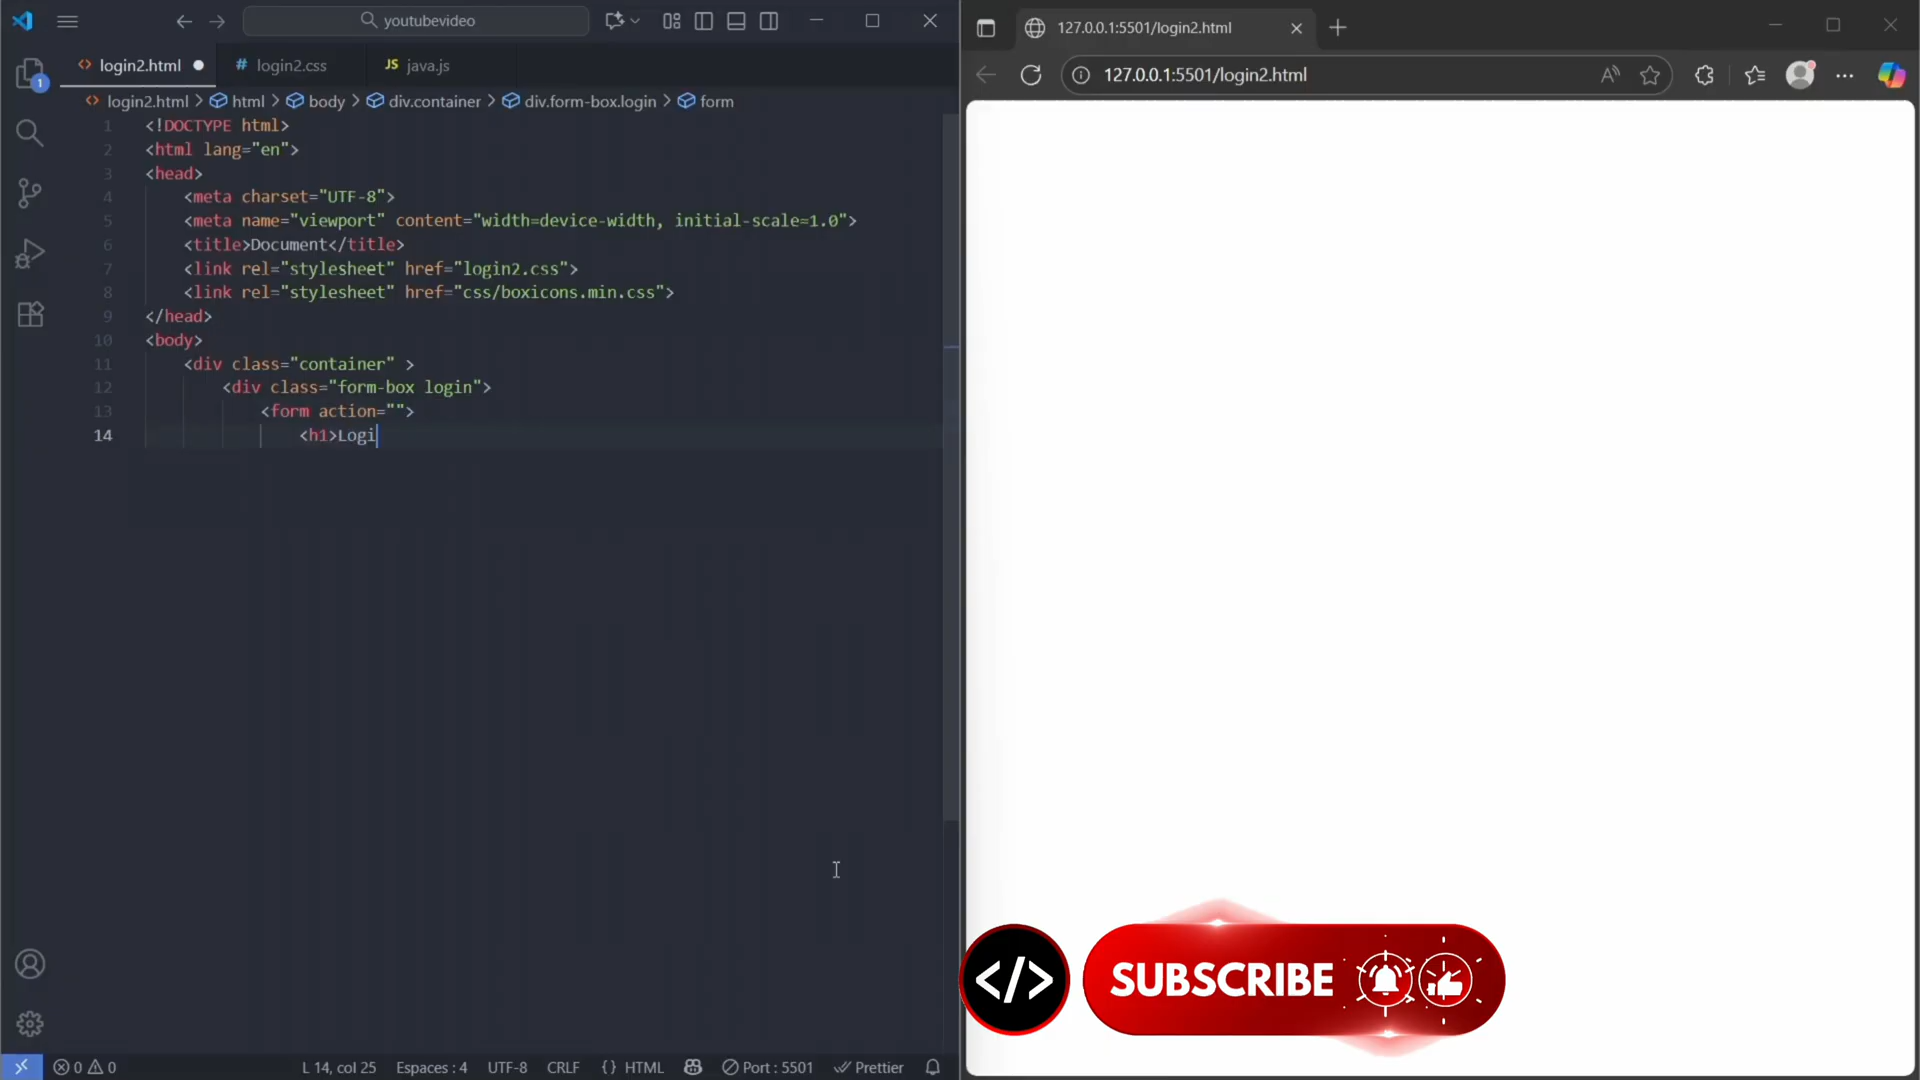 youtubevideo
login2.html
# login2.css
JS java.js
<> login2.html > html > body > div.container > div.form-box.login > form
1 <!DOCTYPE html>
2 <html lang="en">
3 <head>
4 <meta charset="UTF-8">
5 <meta name="viewport" content="width=device-width, initial-scale=1.0">
6 <title>Document</title>
7 <link rel="stylesheet" href="login2.css">
8 <link rel="stylesheet" href="css/boxicons.min.css">
9 </head>
10 <body>
11 <div class="container" >
12 <div class="form-box login">
13 <form action="">
14 <h1>Logi
1
0 0
L 14, col 25
Espaces : 4
UTF-8
CRLF
{} HTML
Port : 5501
Prettier
127.0.0.1:5501/login2.html
127.0.0.1:5501/login2.html
</>
SUBSCRIBE